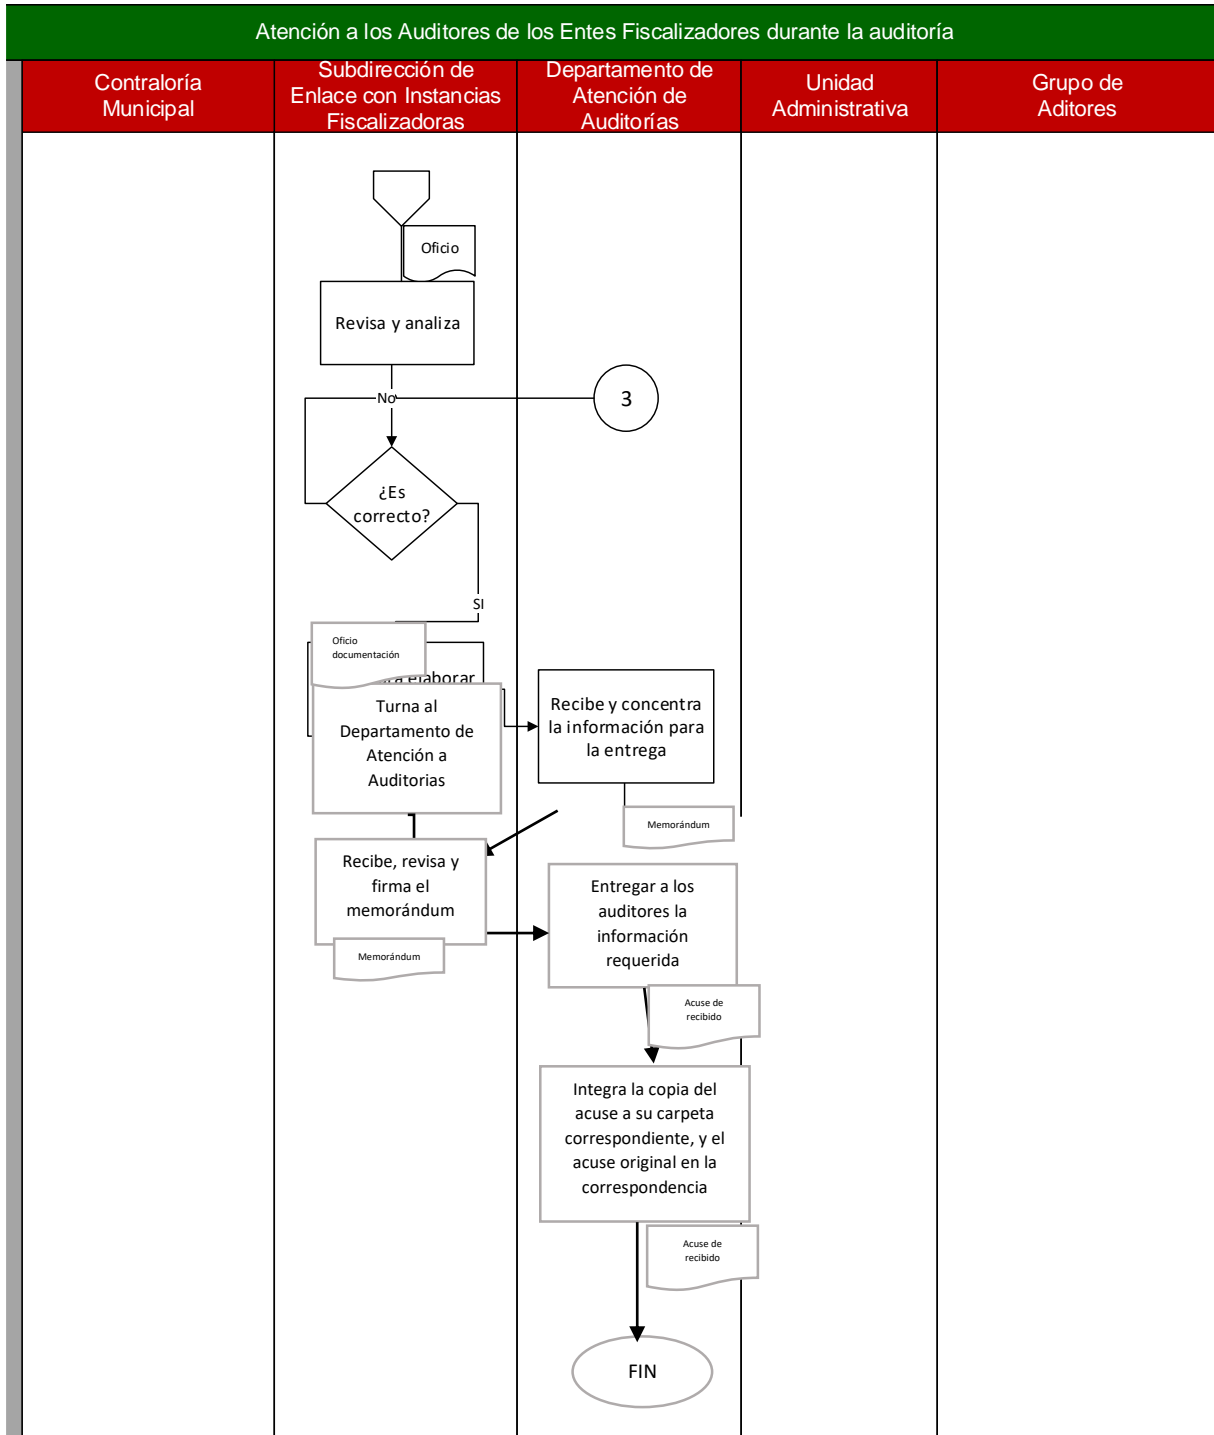 Atención a los Auditores de los Entes Fiscalizadores durante la auditoría
Contraloría
Municipal
Subdirección de
Enlace con Instancias
Fiscalizadoras
Departamento de
Atención de
Auditorías
Unidad
Administrativa
Grupo de
Aditores
Oficio
Revisa y analiza
No
3
¿Es
correcto?
SI
Oficio
documentación
elaborar
Turna al
Departamento de
Atención a
Auditorias
Recibe y concentra
la información para
la entrega
Memorándum
Recibe, revisa y
firma el
memorándum
Memorándum
Entregar a los
auditores la
información
requerida
Acuse de
recibido
Integra la copia del
acuse a su carpeta
correspondiente, y el
acuse original en la
correspondencia
Acuse de
recibido
FIN